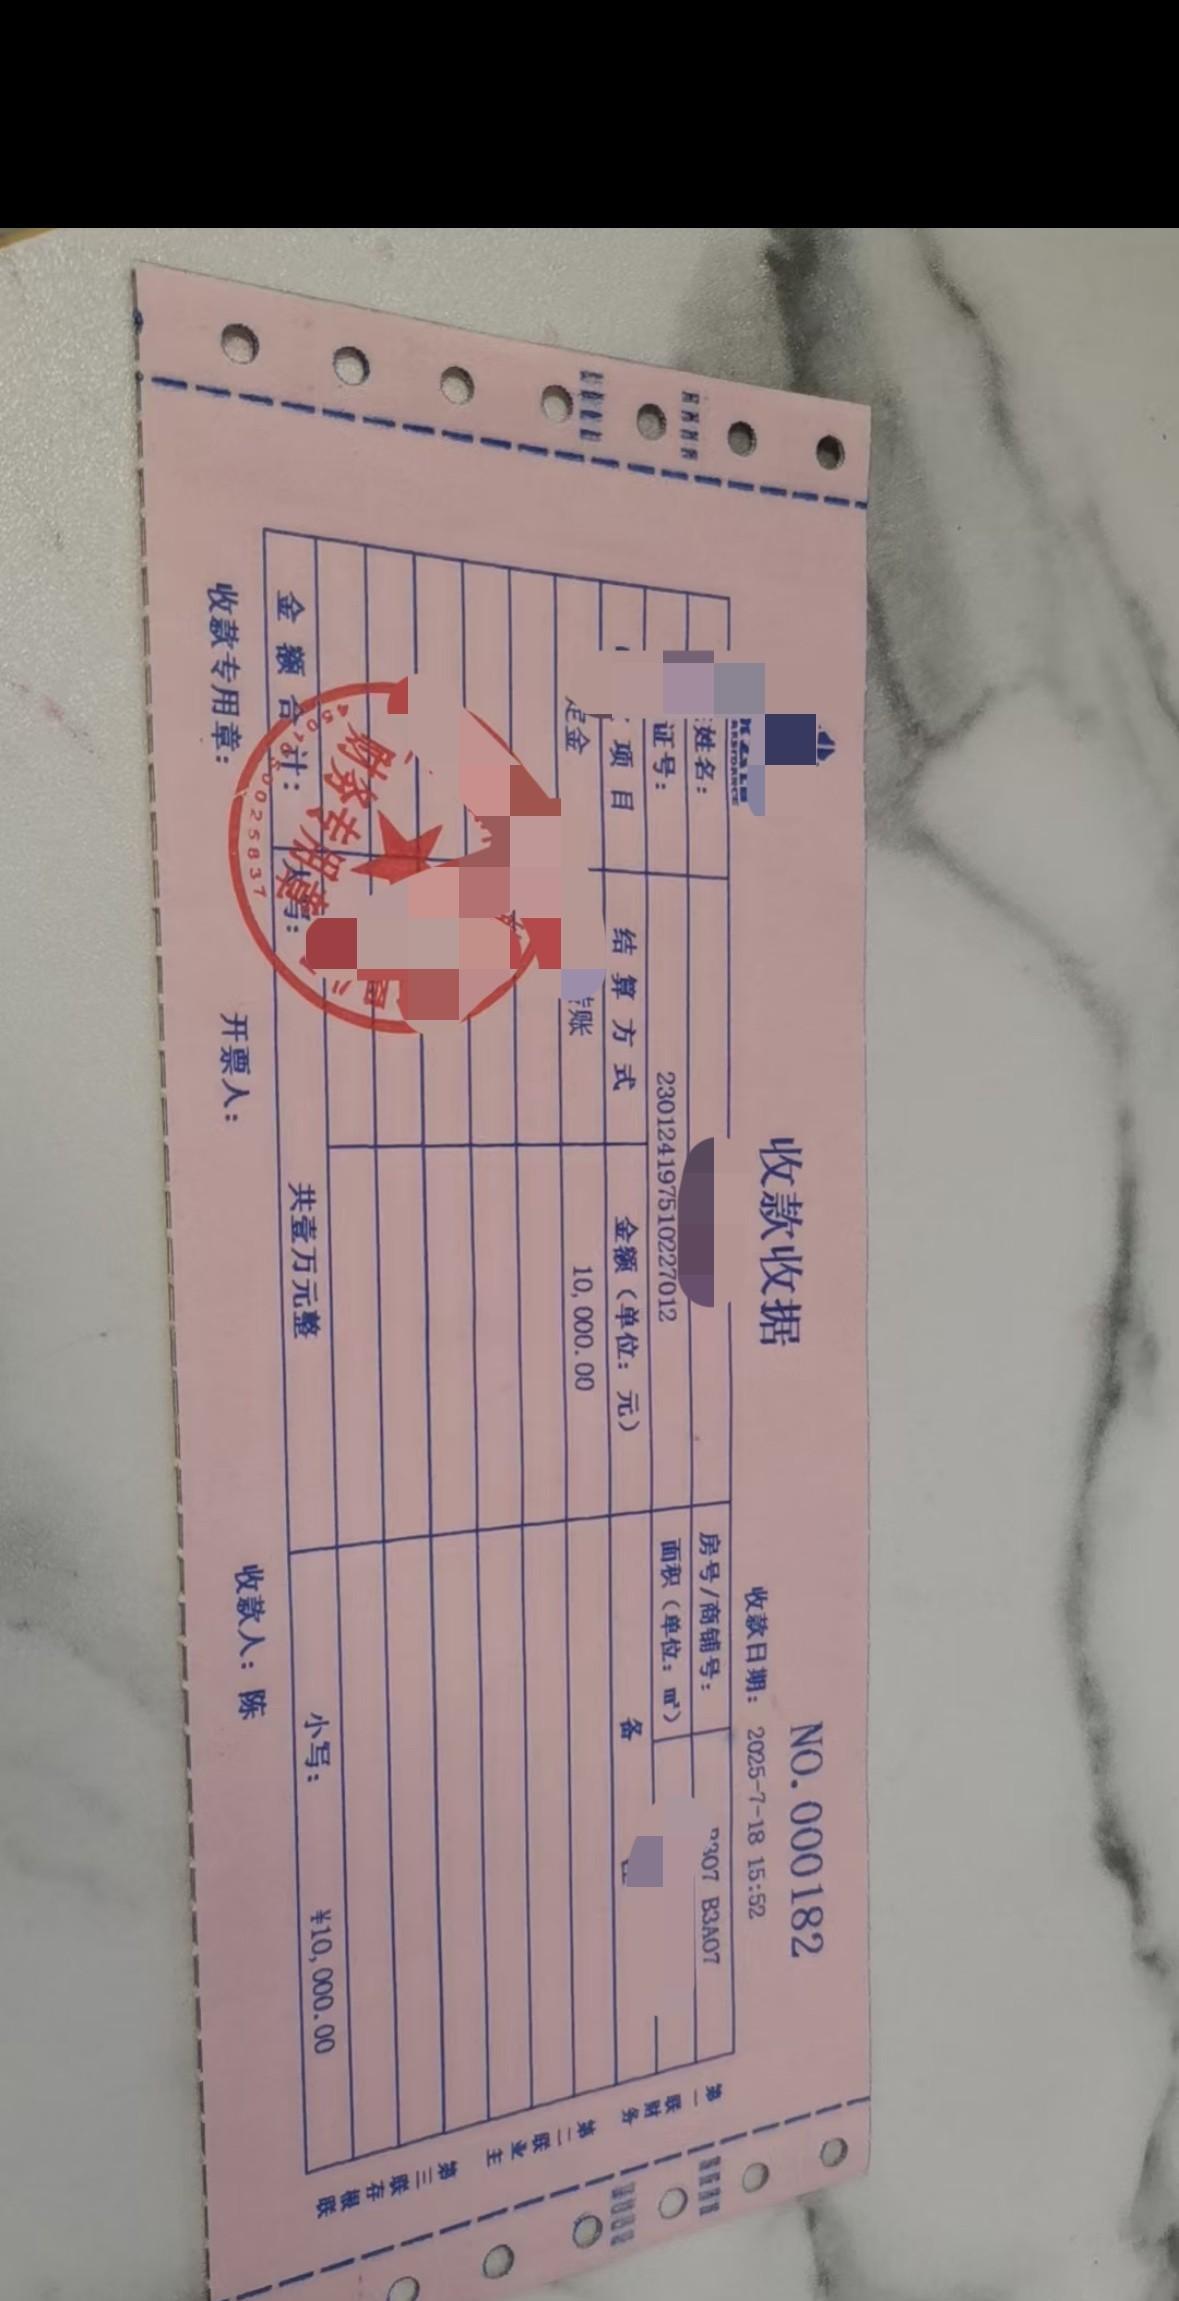 收款收据
NO.000182
收款日期：2025-7-18 15:52
姓名：
房号/商铺号：
B3A07
证号：
230124197510227012
面积（单位：㎡）
项目
结算方式
金额（单位：元）
备
定金
账
10,000.00
金额合计：
大写：
共壹万元整
小写：
¥10,000.00
收款专用章：
开票人：
收款人：陈
财务专用章
第一联财务
第二联业主
第三联存根联